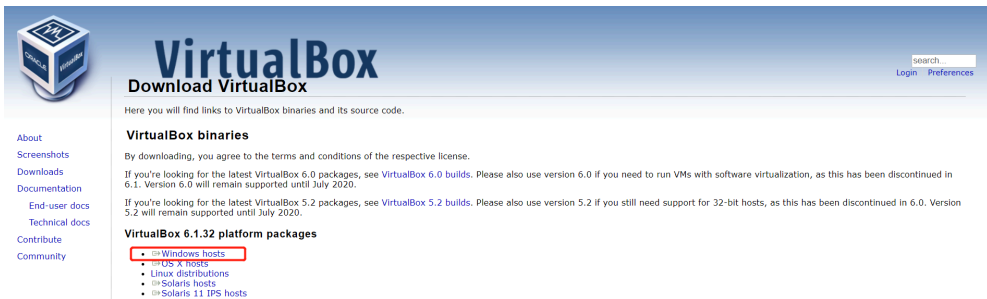 VM
ORACLE
VirtualBox
VirtualBox
search...
Login Preferences
Download VirtualBox
Here you will find links to VirtualBox binaries and its source code.
About
Screenshots
Downloads
Documentation
End-user docs
Technical docs
Contribute
Community
VirtualBox binaries
By downloading, you agree to the terms and conditions of the respective license.
If you're looking for the latest VirtualBox 6.0 packages, see VirtualBox 6.0 builds. Please also use version 6.0 if you need to run VMs with software virtualization, as this has been discontinued in
6.1. Version 6.0 will remain supported until July 2020.
If you're looking for the latest VirtualBox 5.2 packages, see VirtualBox 5.2 builds. Please also use version 5.2 if you still need support for 32-bit hosts, as this has been discontinued in 6.0. Version
5.2 will remain supported until July 2020.
VirtualBox 6.1.32 platform packages
Windows hosts
OS X hosts
Linux distributions
Solaris hosts
Solaris 11 IPS hosts